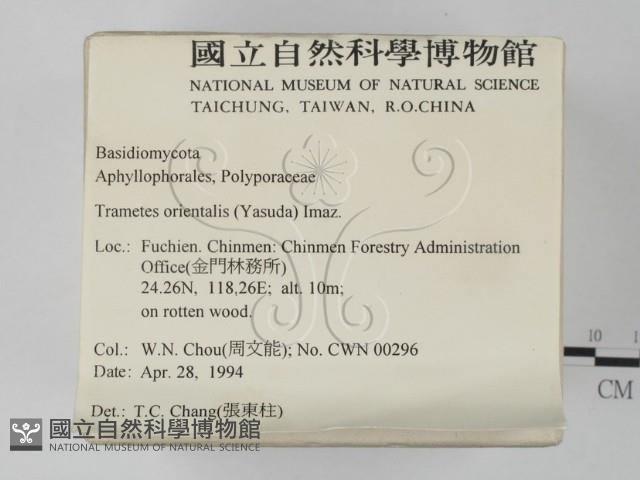 國立自然科學博物館
NATIONAL MUSEUM OF NATURAL SCIENCE
TAICHUNG, TAIWAN, R.O.CHINA
Basidiomycota
Aphyllophorales, Polyporaceae
Trametes orientalis (Yasuda) Imaz.
Loc.: Fuchien. Chinmen: Chinmen Forestry Administration
Office(金門林務所)
24.26N, 118,26E; alt. 10m;
on rotten wood.
Col.: W.N. Chou(周文能); No. CWN 00296
Date: Apr. 28, 1994
Det.: T.C. Chang(張東柱)
10 1
CM
國立自然科學博物館
NATIONAL MUSEUM OF NATURAL SCIENCE